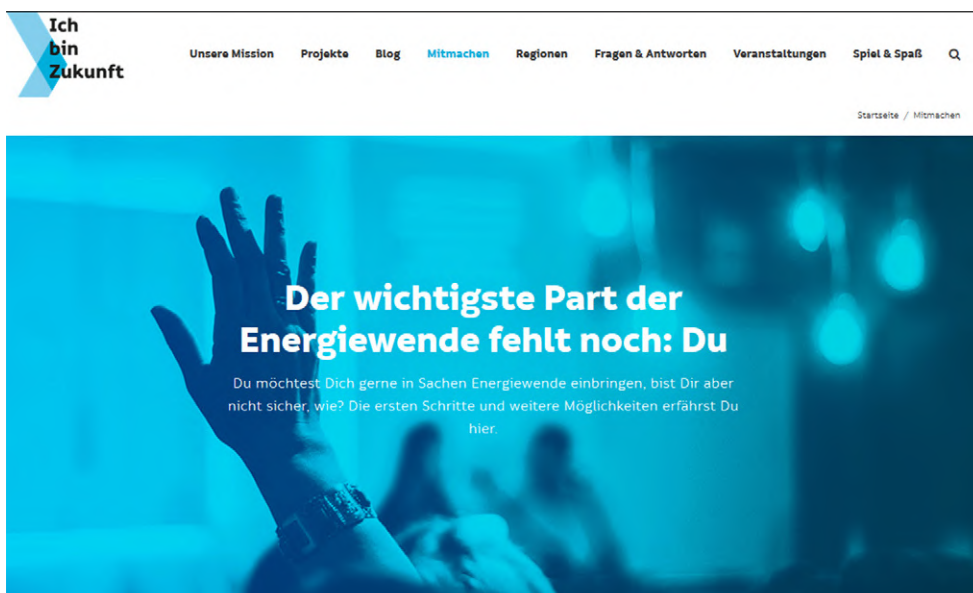 Ich
bin
Zukunft
Unsere Mission Projekte Blog Mitmachen Regionen Fragen & Antworten Veranstaltungen Spiel & Spaß
Startseite / Mitmachen
Der wichtigste Part der
Energiewende fehlt noch: Du
Du möchtest Dich gerne in Sachen Energiewende einbringen, bist Dir aber
nicht sicher, wie? Die ersten Schritte und weitere Möglichkeiten erfährst Du
hier.